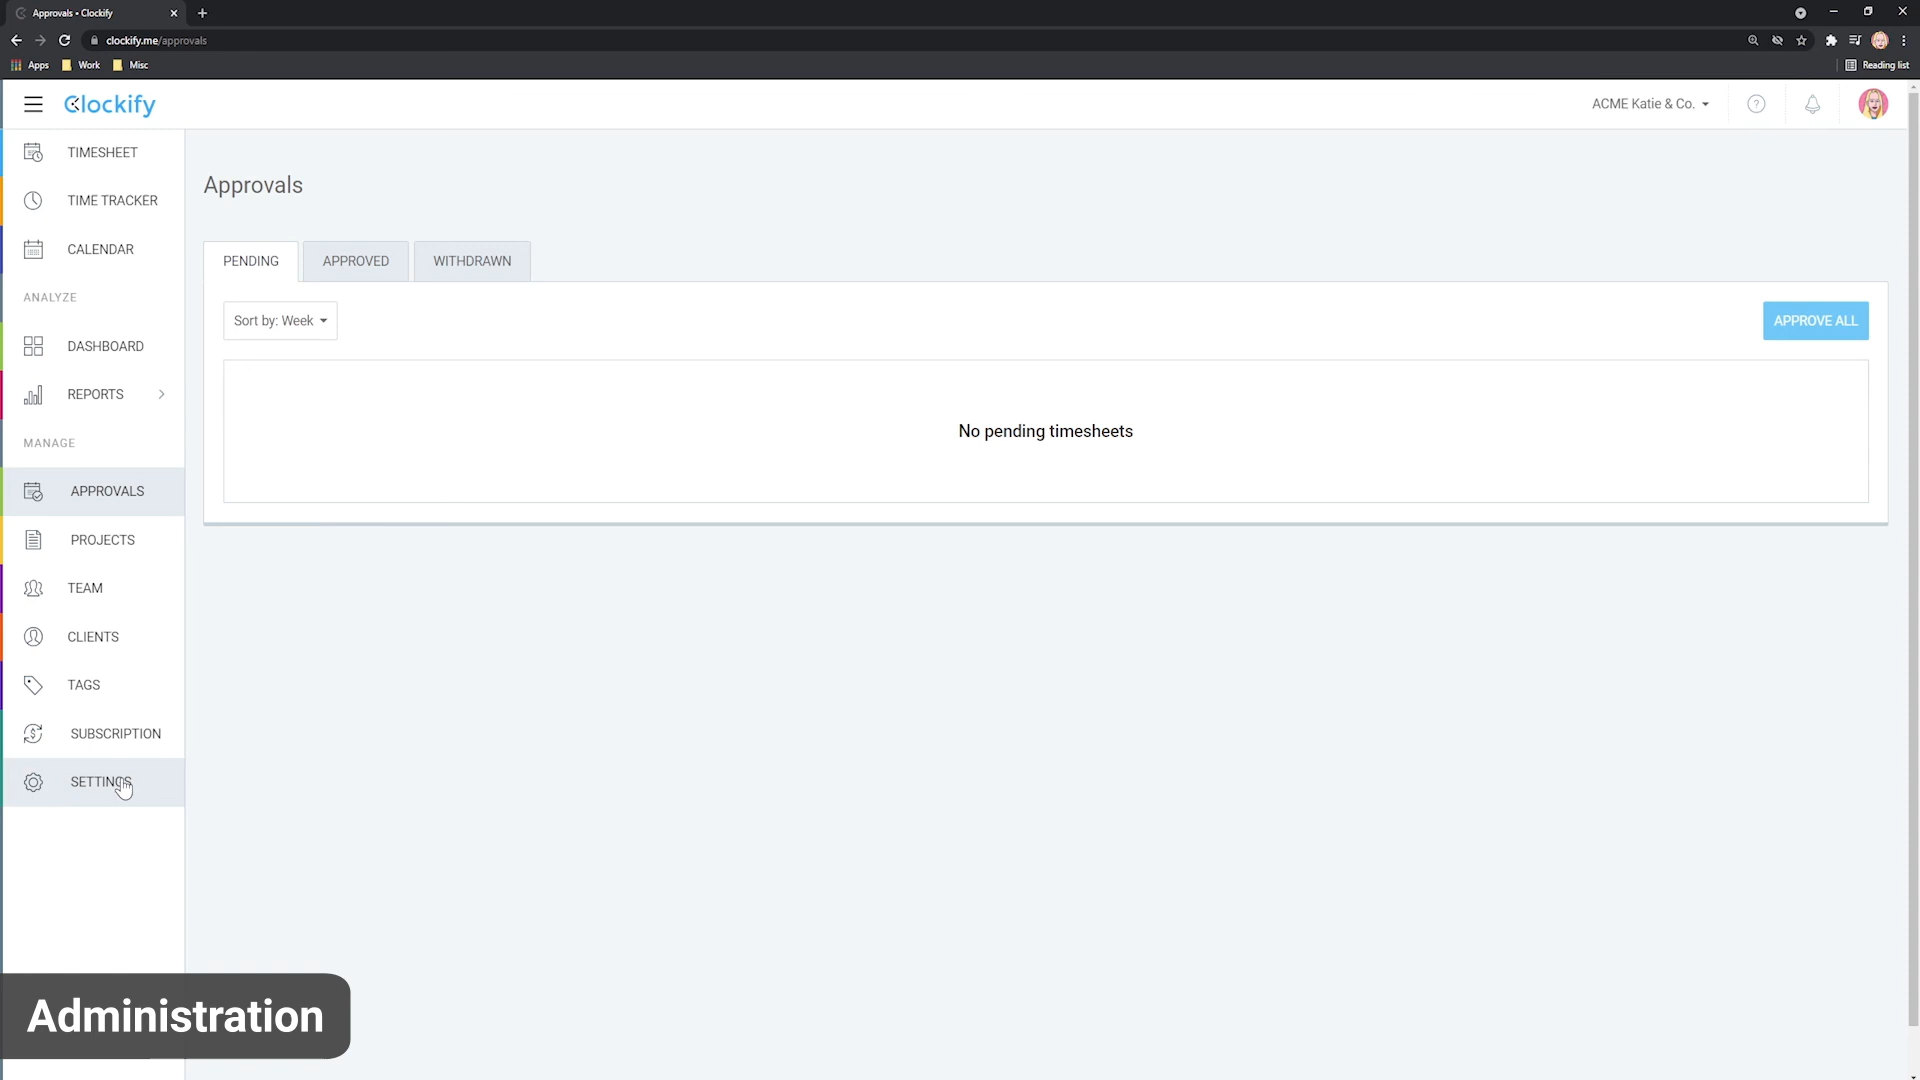 Approvals • Clockify
clockify.me/approvals
Apps Work Misc Reading list
Clockify
ACME Katie & Co.
TIMESHEET
TIME TRACKER
CALENDAR
ANALYZE
DASHBOARD
REPORTS
MANAGE
APPROVALS
PROJECTS
TEAM
CLIENTS
TAGS
SUBSCRIPTION
SETTINGS
Approvals
PENDING APPROVED WITHDRAWN
Sort by: Week
APPROVE ALL
No pending timesheets
Administration